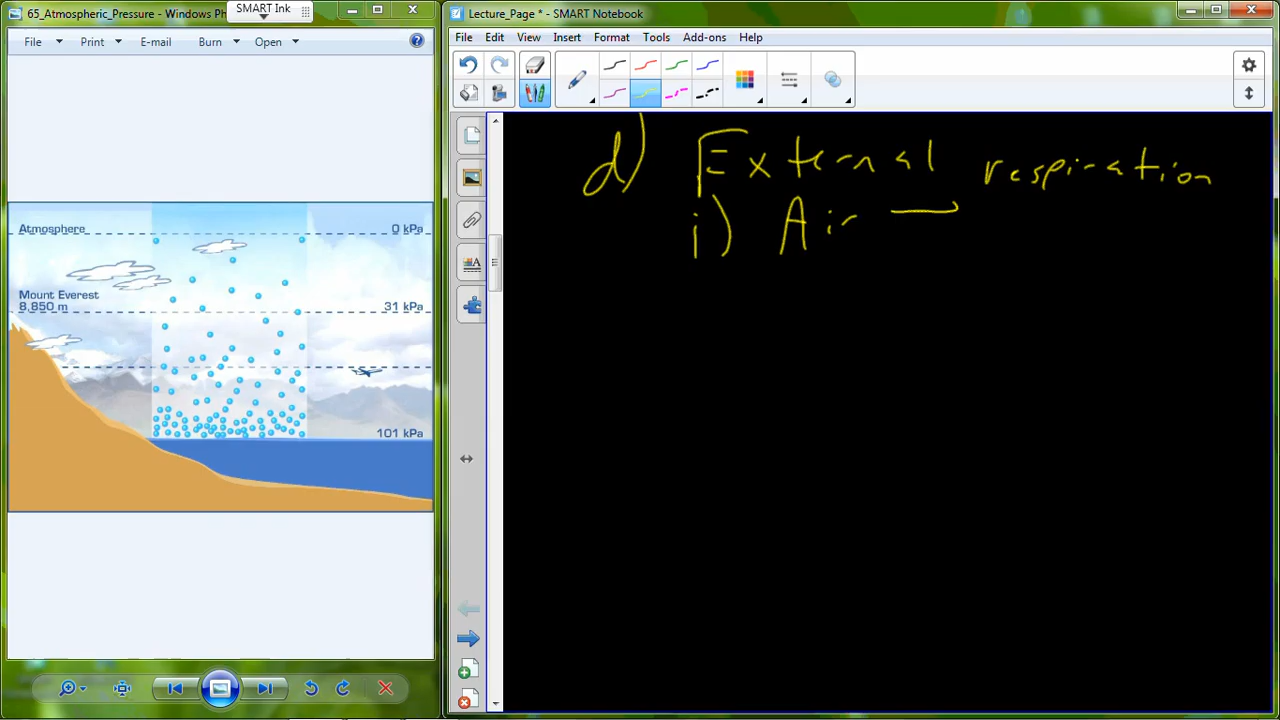 65_Atmospheric_Pressure - Windows Ph
SMART Ink
File Print E-mail Burn Open
Atmosphere 0 kPa
Mount Everest
8,850 m 31 kPa
101 kPa
Lecture_Page * - SMART Notebook
File Edit View Insert Format Tools Add-ons Help
d) External respiration
i) Air →